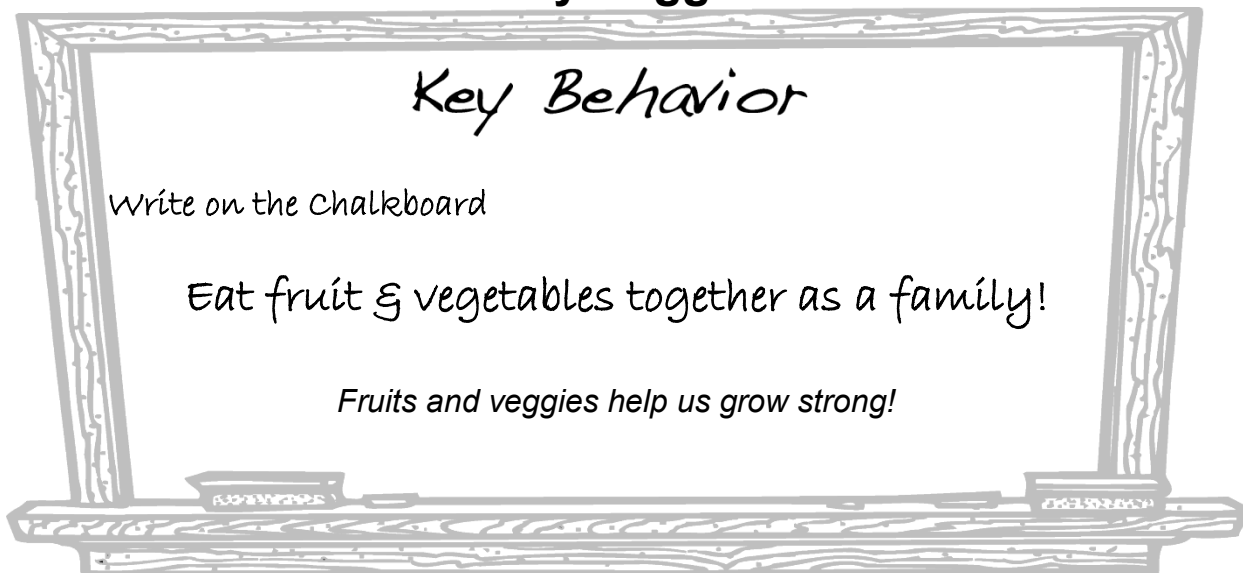 Key Behavior
Write on the Chalkboard
Eat fruit & vegetables together as a family!
Fruits and veggies help us grow strong!